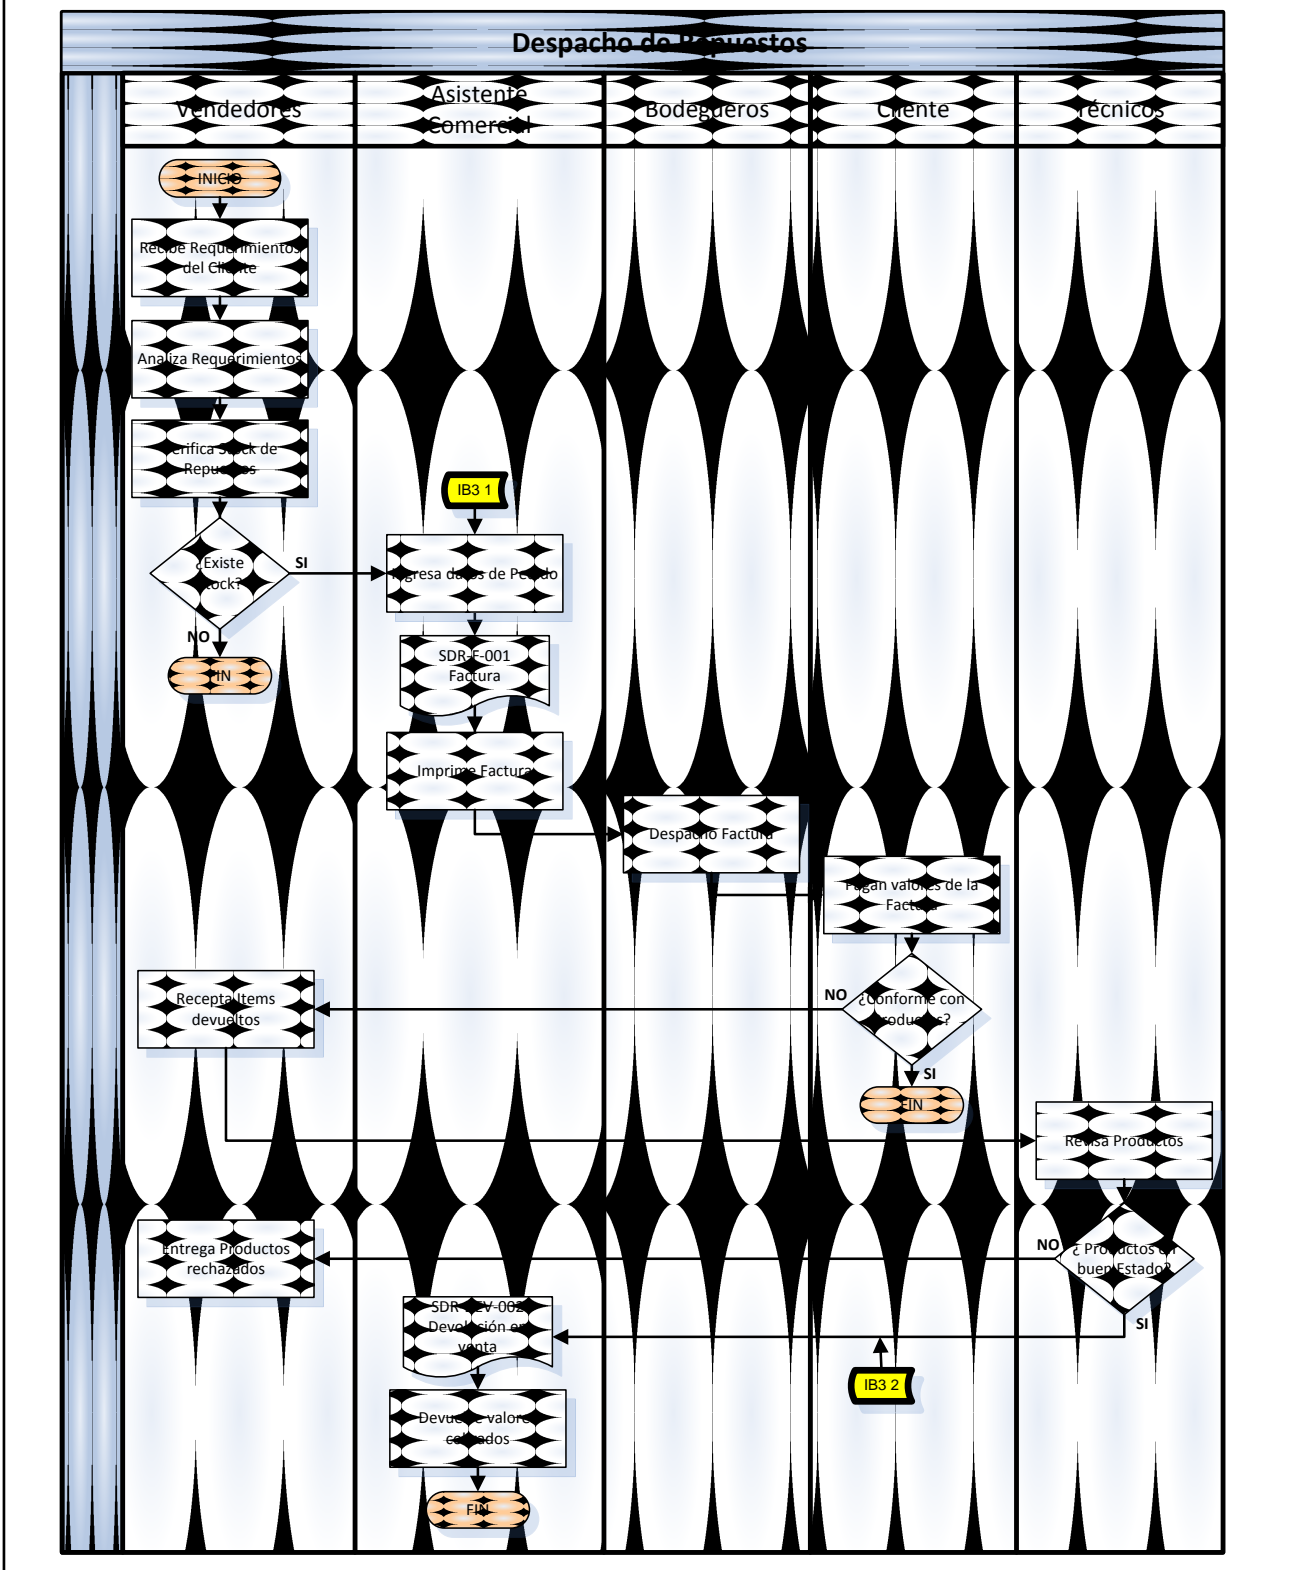 Despacho de Repuestos
Vendedores
Asistente
Comercial
Bodegueros
Cliente
Técnicos
INICIO
Recibe Requerimientos
del Cliente
Analiza Requerimientos
Verifica Stock de
Repuestos
IB3 1
¿Existe
Stock?
SI
Ingresa datos de Pedido
NO
FIN
SDR-F-001
Factura
Imprime Factura
Despacho Factura
Pagan valores de la
Factura
Recepta Items
devueltos
NO
¿Conforme con
productos?
SI
FIN
Revisa Productos
Entrega Productos
rechazados
NO
¿ Productos en
buen Estado?
SI
SDR-DEV-002
Devolución en
venta
IB3 2
Devuelve valores
cobrados
FIN